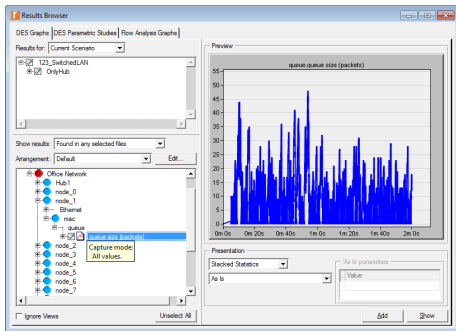 Results Browser
DES Graphs DES Parametric Studies Flow Analysis Graphs
Results for: Current Scenario
123_SwitchedLAN
OnlyHub
Show results: Found in any selected files
Arrangement: Default Edit...
Office Network
Hub1
node_0
node_1
Ethernet
mac
queue
queue size (packets)
Capture mode:
All values.
node_2
node_3
node_4
node_5
node_6
node_7
Ignore Views Unselect All
Preview
queue.queue size (packets)
55
50
45
40
35
30
25
20
15
10
5
0
0m 0s 0m 20s 0m 40s 1m 0s 1m 20s 1m 40s 2m 0s
Presentation
Stacked Statistics
As Is
'As Is' parameters
Value
Add Show